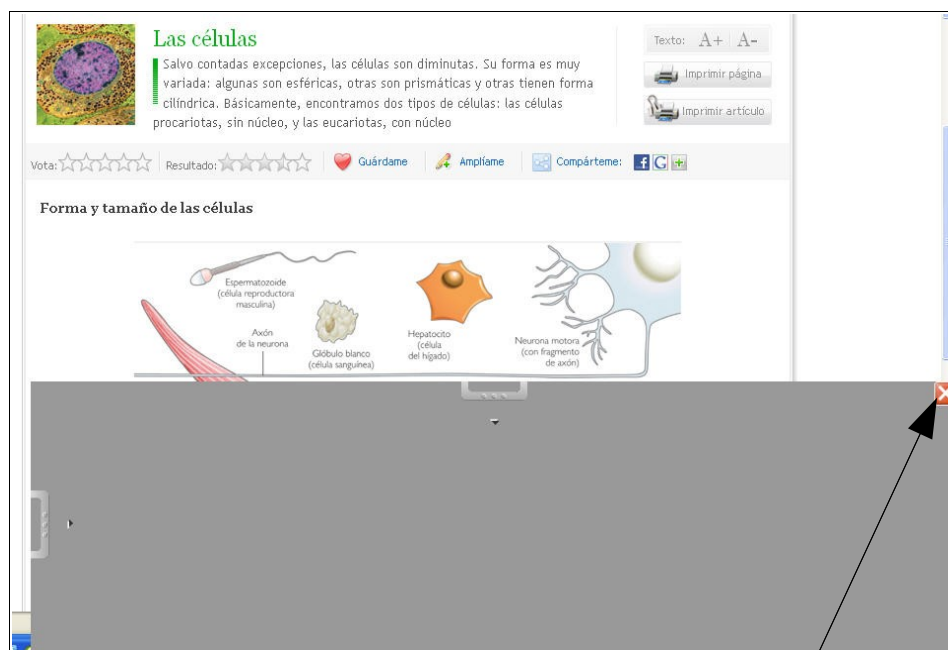 Las células
Salvo contadas excepciones, las células son diminutas. Su forma es muy
variada: algunas son esféricas, otras son prismáticas y otras tienen forma
cilíndrica. Básicamente, encontramos dos tipos de células: las células
procariotas, sin núcleo, y las eucariotas, con núcleo
Texto: A+ A-
Imprimir página
Imprimir artículo
Vota: Resultado: Guárdame Amplíame Compárteme:
Forma y tamaño de las células
Espermatozoide
(célula reproductora
masculina)
Axón
de la neurona
Glóbulo blanco
(célula sanguínea)
Hepatocito
(célula
del hígado)
Neurona motora
(con fragmento
de axón)